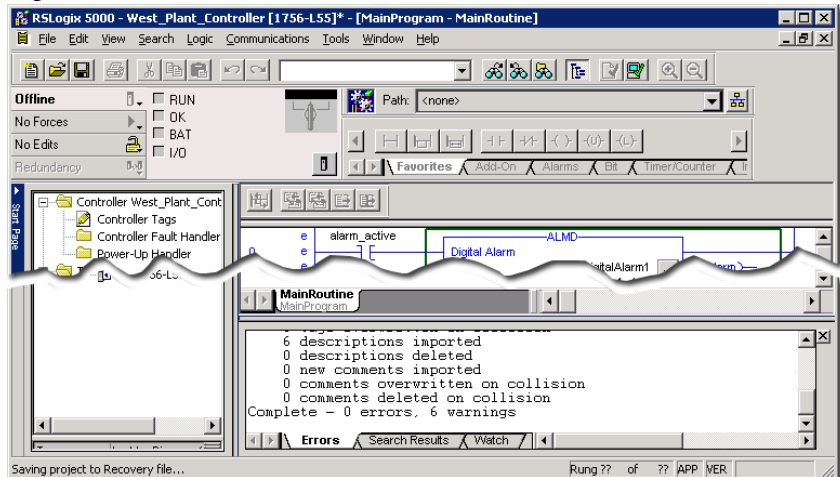 RSLogix 5000 - West_Plant_Controller [1756-L55]* - [MainProgram - MainRoutine]
File Edit View Search Logic Communications Tools Window Help
Offline
RUN
Path: <none>
No Forces
OK
No Edits
BAT
Redundancy
I/O
Favorites Add-On Alarms Bit Timer/Counter
Start Page
Controller West_Plant_Cont
Controller Tags
Controller Fault Handler
Power-Up Handler
e alarm_active ALMD
0 e Digital Alarm
e
MainRoutine
MainProgram
6 descriptions imported
0 descriptions deleted
0 new comments imported
0 comments overwritten on collision
0 comments deleted on collision
Complete - 0 errors, 6 warnings
Errors Search Results Watch
Saving project to Recovery file...
Rung ?? of ?? APP VER